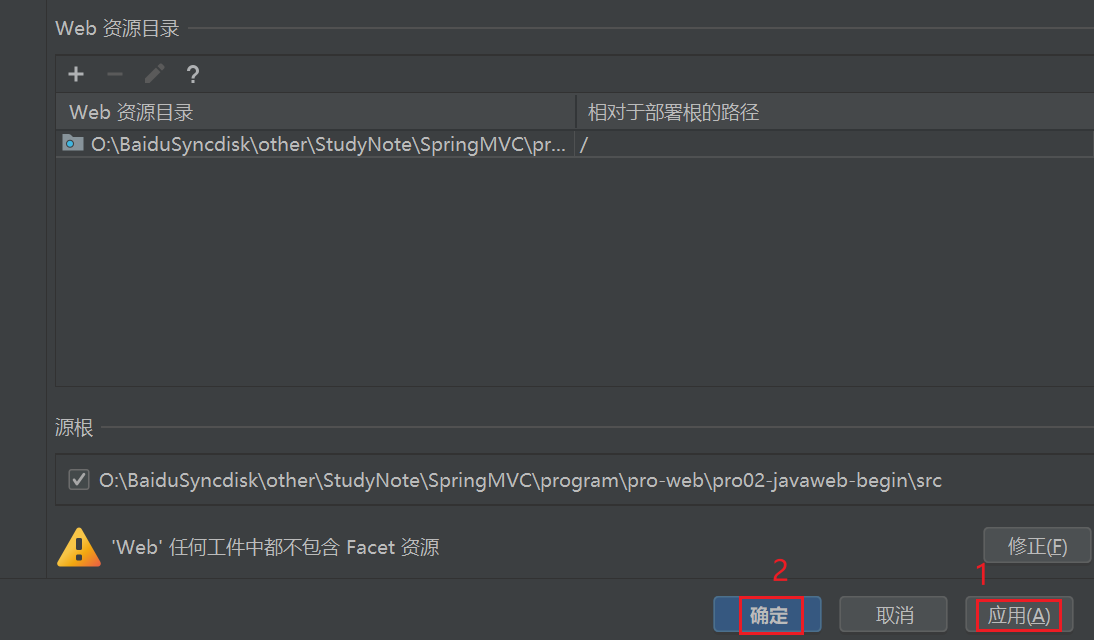 Web 资源目录
Web 资源目录
相对于部署根的路径
O:\BaiduSyncdisk\other\StudyNote\SpringMVC\pr...
/
源根
O:\BaiduSyncdisk\other\StudyNote\SpringMVC\program\pro-web\pro02-javaweb-begin\src
'Web' 任何工件中都不包含 Facet 资源
修正(F)
2
1
确定
取消
应用(A)